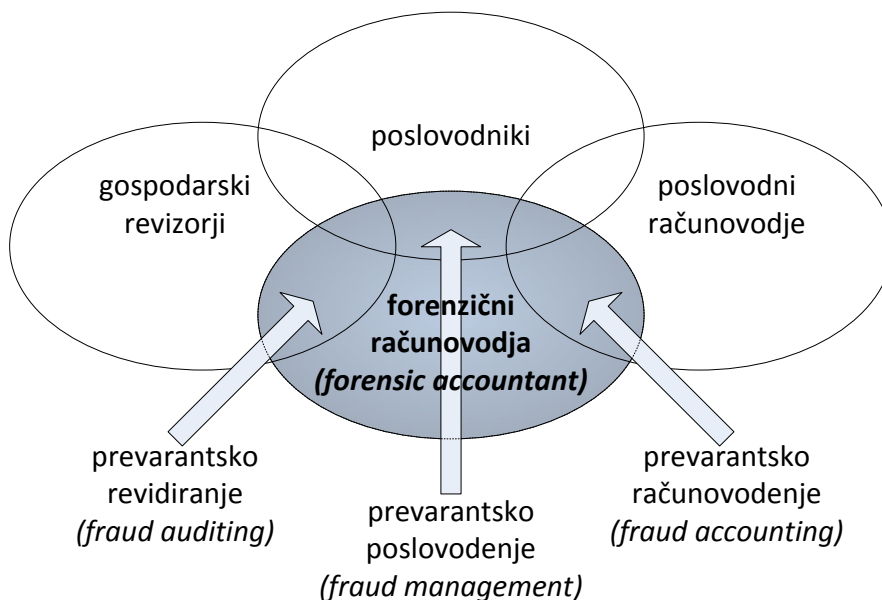 poslovodniki
gospodarski
revizorji
poslovodni
računovodje
forenzični
računovodja
(forensic accountant)
prevarantsko
revidiranje
(fraud auditing)
prevarantsko
poslovodenje
(fraud management)
prevarantsko
računovodenje
(fraud accounting)